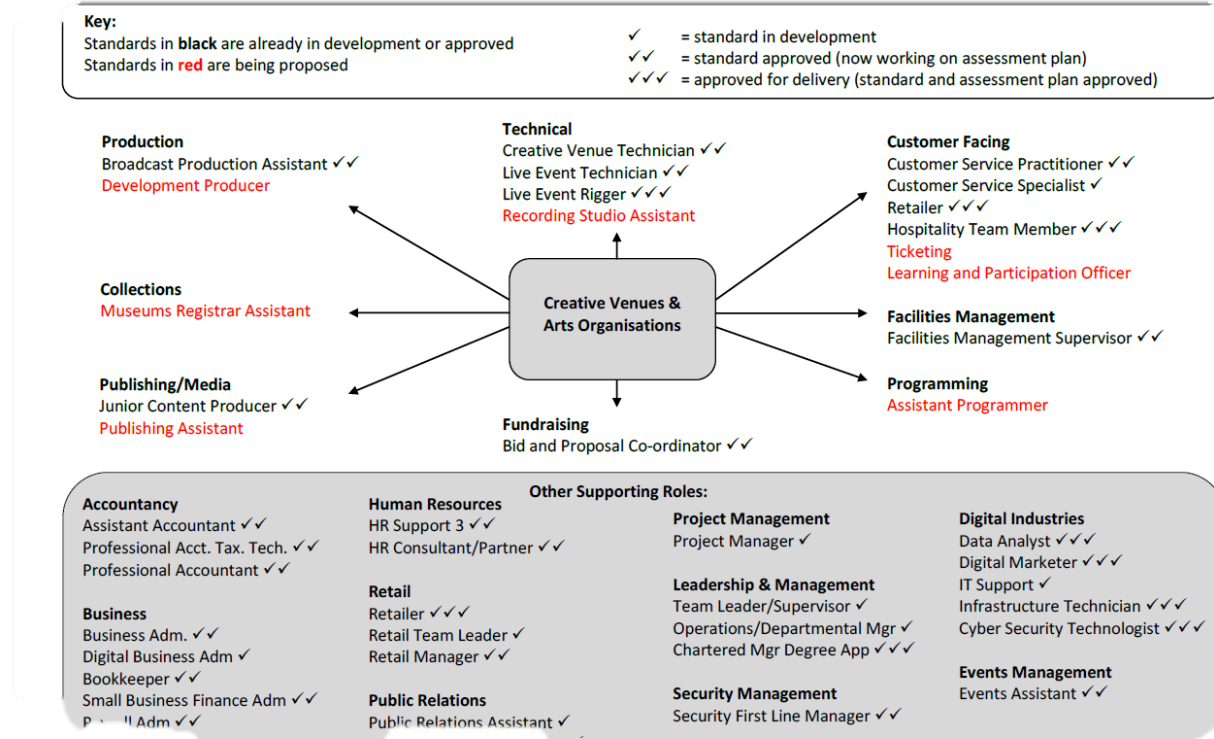 Key:
Standards in black are already in development or approved
Standards in red are being proposed
✓ = standard in development
✓✓ = standard approved (now working on assessment plan)
✓✓✓ = approved for delivery (standard and assessment plan approved)
Production
Broadcast Production Assistant ✓✓
Development Producer
Technical
Creative Venue Technician ✓✓
Live Event Technician ✓✓
Live Event Rigger ✓✓✓
Recording Studio Assistant
Customer Facing
Customer Service Practitioner ✓✓
Customer Service Specialist ✓
Retailer ✓✓✓
Hospitality Team Member ✓✓✓
Ticketing
Learning and Participation Officer
Collections
Museums Registrar Assistant
Creative Venues &
Arts Organisations
Facilities Management
Facilities Management Supervisor ✓✓
Publishing/Media
Junior Content Producer ✓✓
Publishing Assistant
Programming
Assistant Programmer
Fundraising
Bid and Proposal Co-ordinator ✓✓
Other Supporting Roles:
Accountancy
Assistant Accountant ✓✓
Professional Acct. Tax. Tech. ✓✓
Professional Accountant ✓✓
Business
Business Adm. ✓✓
Digital Business Adm ✓
Bookkeeper ✓✓
Small Business Finance Adm ✓✓
Adm ✓✓
Human Resources
HR Support 3 ✓✓
HR Consultant/Partner ✓✓
Retail
Retailer ✓✓✓
Retail Team Leader ✓
Retail Manager ✓✓
Public Relations
Public Relations Assistant ✓
Project Management
Project Manager ✓
Leadership & Management
Team Leader/Supervisor ✓
Operations/Departmental Mgr ✓
Chartered Mgr Degree App ✓✓✓
Security Management
Security First Line Manager ✓✓
Digital Industries
Data Analyst ✓✓✓
Digital Marketer ✓✓✓
IT Support ✓
Infrastructure Technician ✓✓✓
Cyber Security Technologist ✓✓✓
Events Management
Events Assistant ✓✓